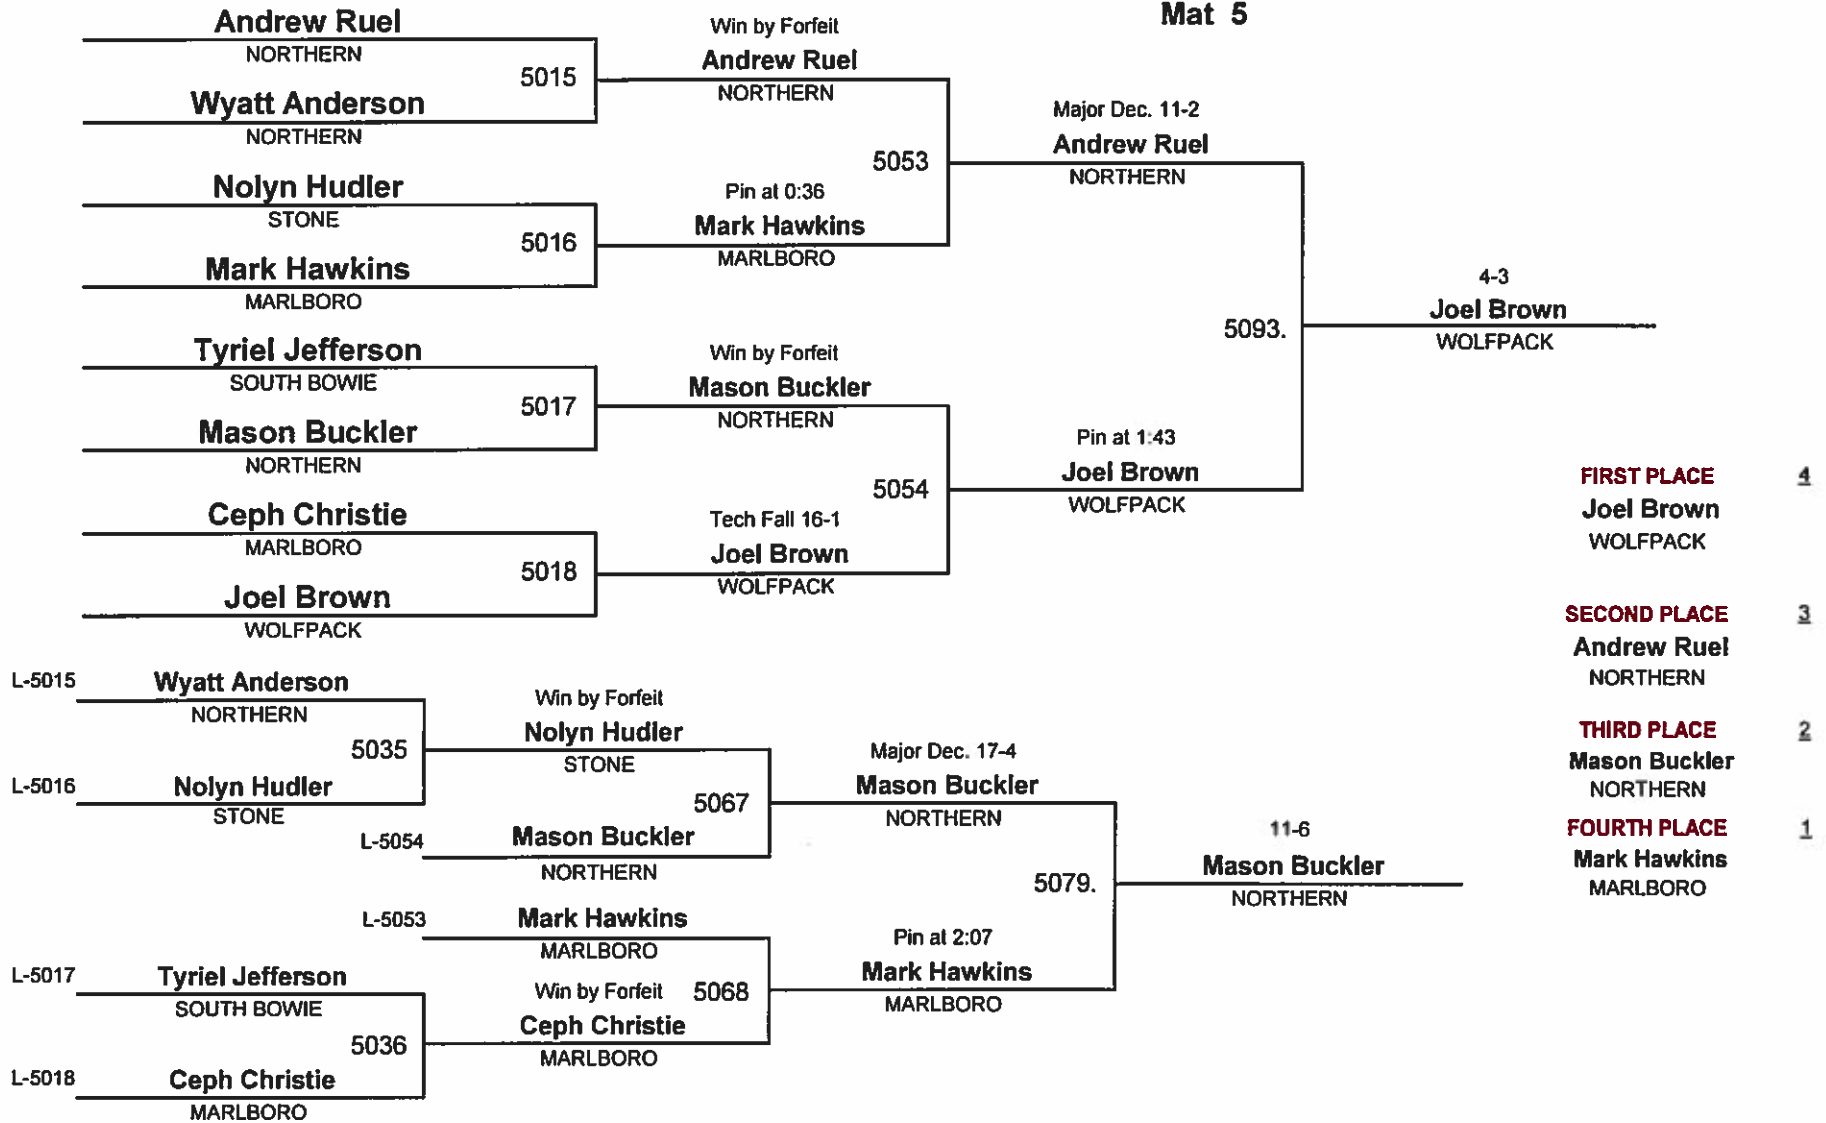 Mat 5
Andrew Ruel
NORTHERN
5015
Wyatt Anderson
NORTHERN
Nolyn Hudler
STONE
5016
Mark Hawkins
MARLBORO
Tyriel Jefferson
SOUTH BOWIE
5017
Mason Buckler
NORTHERN
Ceph Christie
MARLBORO
5018
Joel Brown
WOLFPACK
Win by Forfeit
Andrew Ruel
NORTHERN
5053
Pin at 0:36
Mark Hawkins
MARLBORO
Win by Forfeit
Mason Buckler
NORTHERN
5054
Tech Fall 16-1
Joel Brown
WOLFPACK
Major Dec. 11-2
Andrew Ruel
NORTHERN
5093.
Pin at 1:43
Joel Brown
WOLFPACK
4-3
Joel Brown
WOLFPACK
L-5015
Wyatt Anderson
NORTHERN
5035
L-5016
Nolyn Hudler
STONE
Win by Forfeit
Nolyn Hudler
STONE
5067
L-5054
Mason Buckler
NORTHERN
L-5053
Mark Hawkins
MARLBORO
L-5017
Tyriel Jefferson
SOUTH BOWIE
5036
L-5018
Ceph Christie
MARLBORO
Win by Forfeit
5068
Ceph Christie
MARLBORO
Major Dec. 17-4
Mason Buckler
NORTHERN
5079.
Pin at 2:07
Mark Hawkins
MARLBORO
11-6
Mason Buckler
NORTHERN
FIRST PLACE 4
Joel Brown
WOLFPACK
SECOND PLACE 3
Andrew Ruel
NORTHERN
THIRD PLACE 2
Mason Buckler
NORTHERN
FOURTH PLACE 1
Mark Hawkins
MARLBORO